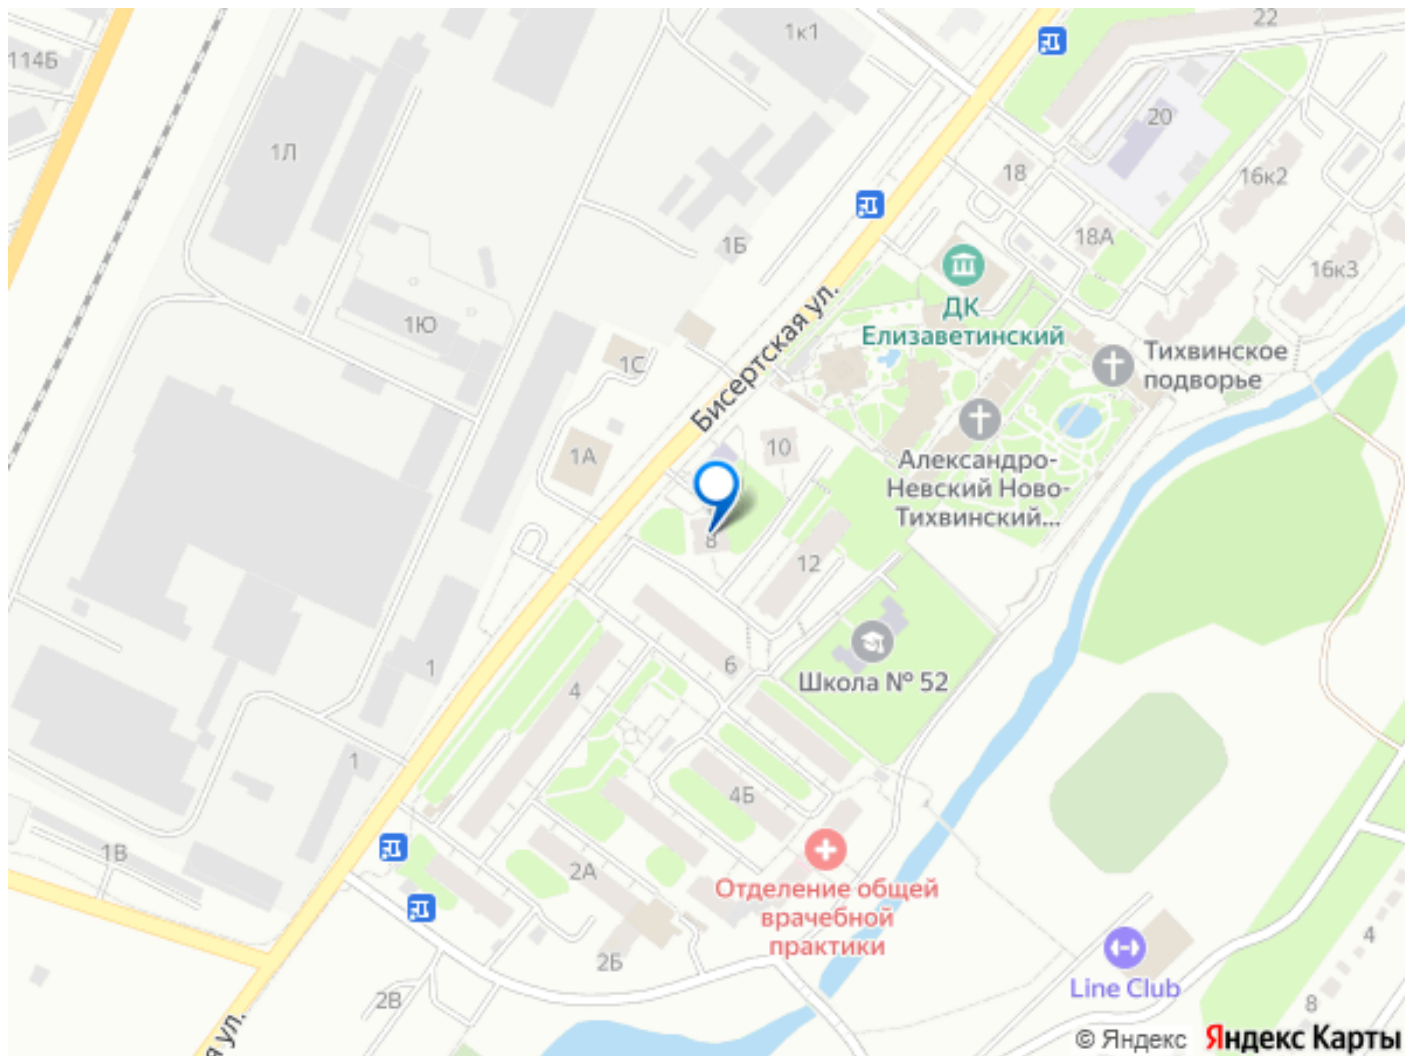 22
1к1
114Б
20
1Л
18
16к2
18А
1Б
16к3
ДК
Елизаветинский
1Ю
Бисертская ул.
Тихвинское
подворье
1С
10
1А
Александро-
Невский Ново-
Тихвинский...
8
12
6
1
Школа № 52
4
1
4Б
1В
2А
Отделение общей
врачебной
практики
4
2Б
Line Club
2В
8
я ул.
© Яндекс Яндекс Карты